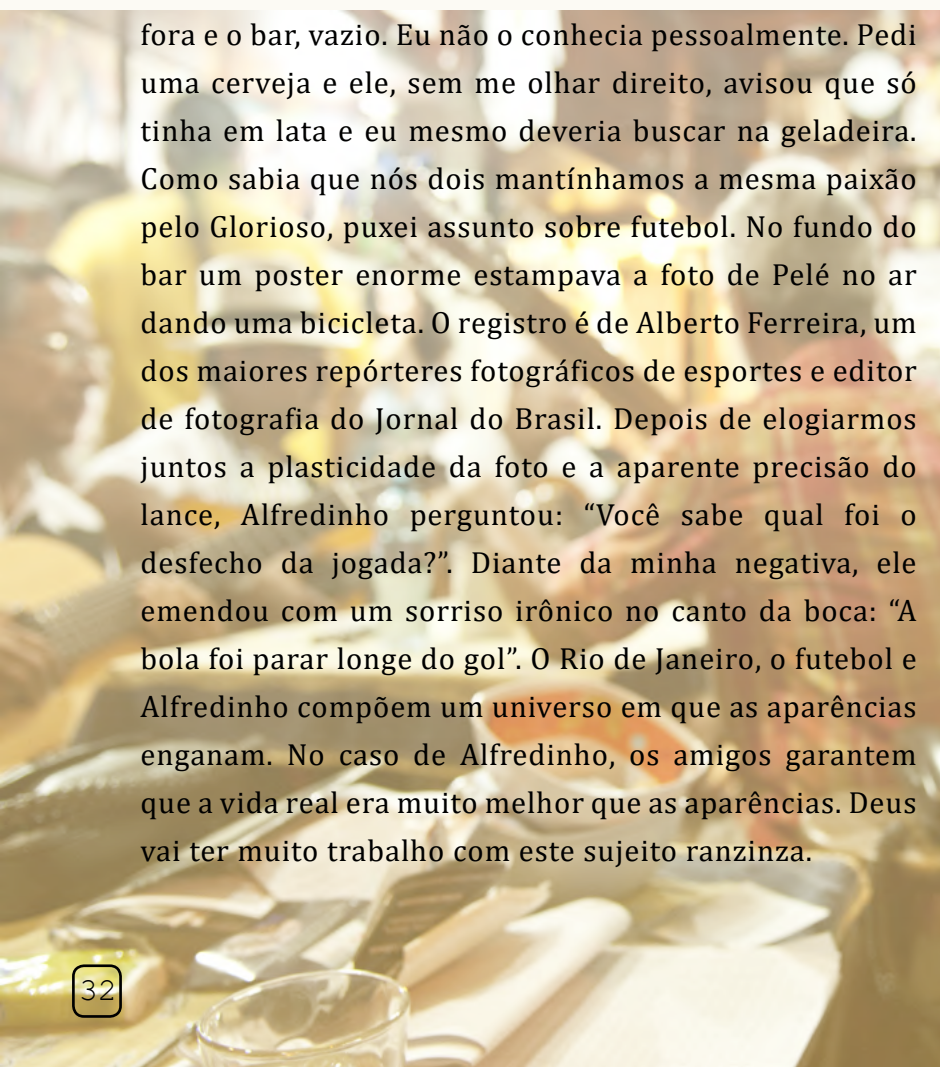 fora e o bar, vazio. Eu não o conhecia pessoalmente. Pedi
uma cerveja e ele, sem me olhar direito, avisou que só
tinha em lata e eu mesmo deveria buscar na geladeira.
Como sabia que nós dois mantínhamos a mesma paixão
pelo Glorioso, puxei assunto sobre futebol. No fundo do
bar um poster enorme estampava a foto de Pelé no ar
dando uma bicicleta. O registro é de Alberto Ferreira, um
dos maiores repórteres fotográficos de esportes e editor
de fotografia do Jornal do Brasil. Depois de elogiarmos
juntos a plasticidade da foto e a aparente precisão do
lance, Alfredinho perguntou: “Você sabe qual foi o
desfecho da jogada?”. Diante da minha negativa, ele
emendou com um sorriso irônico no canto da boca: “A
bola foi parar longe do gol”. O Rio de Janeiro, o futebol e
Alfredinho compõem um universo em que as aparências
enganam. No caso de Alfredinho, os amigos garantem
que a vida real era muito melhor que as aparências. Deus
vai ter muito trabalho com este sujeito ranzinza.
32